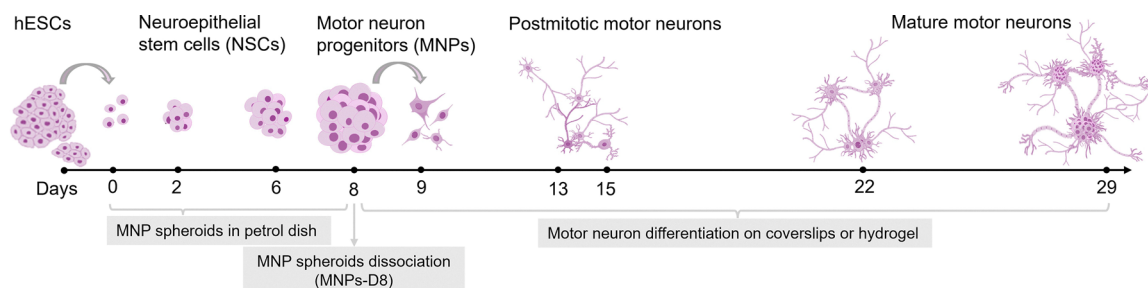 hESCs
Neuroepithelial
stem cells (NSCs)
Motor neuron
progenitors (MNPs)
Postmitotic motor neurons
Mature motor neurons
Days 0 2 6 8 9 13 15 22 29
MNP spheroids in petrol dish
Motor neuron differentiation on coverslips or hydrogel
MNP spheroids dissociation
(MNPs-D8)